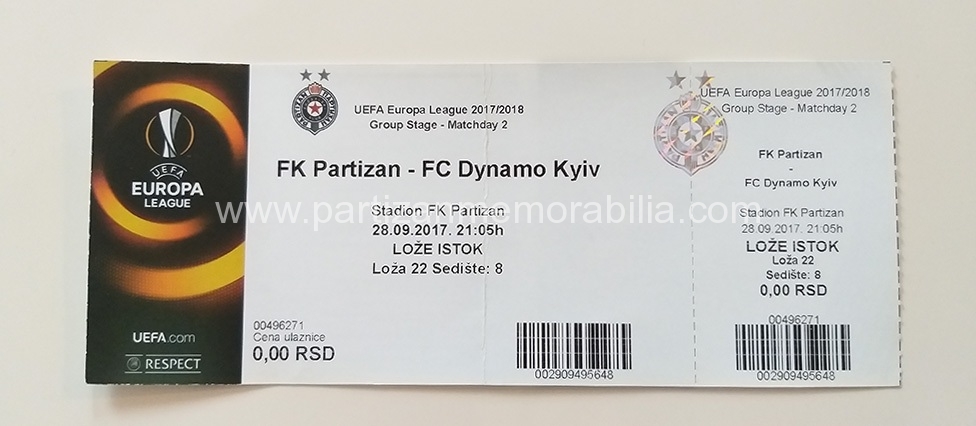 UEFA
EUROPA
LEAGUE
UEFA.com
RESPECT
PARTIZAN
UEFA Europa League 2017/2018
Group Stage - Matchday 2
FK Partizan - FC Dynamo Kyiv
Stadion FK Partizan
28.09.2017. 21:05h
LOŽE ISTOK
Loža 22 Sedište: 8
00496271
Cena ulaznice
0,00 RSD
002909495648
UEFA Europa League 2017/2018
Group Stage - Matchday 2
FK Partizan
-
FC Dynamo Kyiv
Stadion FK Partizan
28.09.2017. 21:05h
LOŽE ISTOK
Loža 22
Sedište: 8
0,00 RSD
00496271
002909495648
www.partizanmemorabilia.com